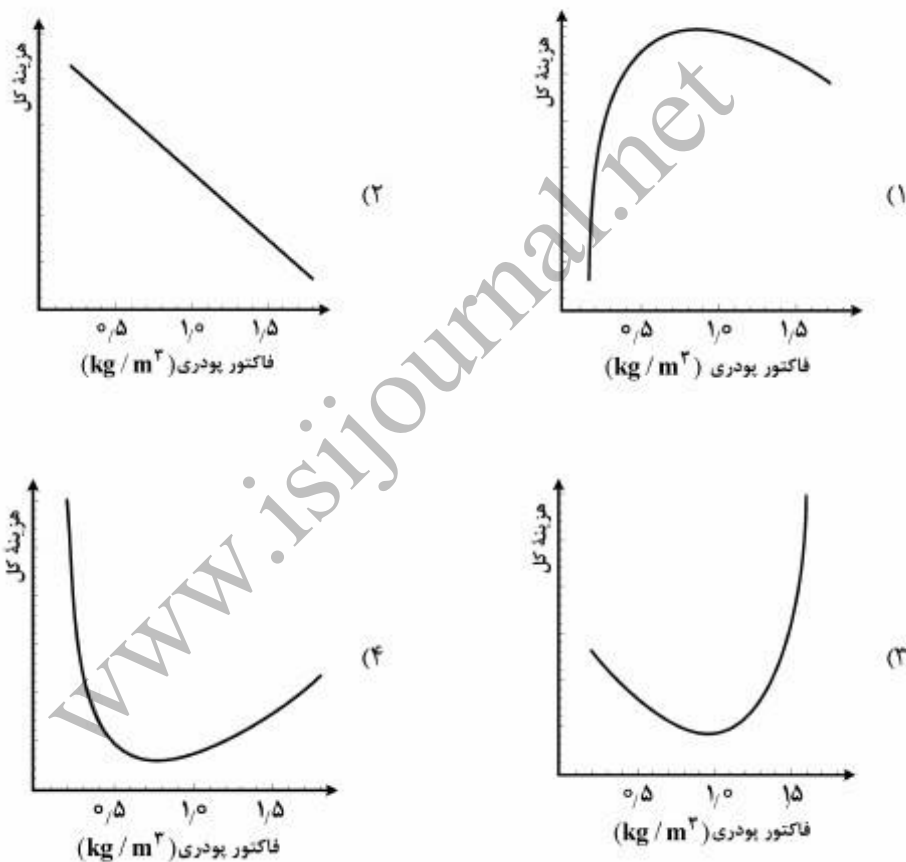 هزینهٔ کل
(۱
۰٫۵ ۱٫۰ ۱٫۵
فاکتور پودری (kg / m³)
هزینهٔ کل
(۲
۰٫۵ ۱٫۰ ۱٫۵
فاکتور پودری (kg / m³)
هزینهٔ کل
(۳
۰٫۵ ۱٫۰ ۱٫۵
فاکتور پودری (kg / m³)
هزینهٔ کل
(۴
۰٫۵ ۱٫۰ ۱٫۵
فاکتور پودری (kg / m³)
www.isijournal.net